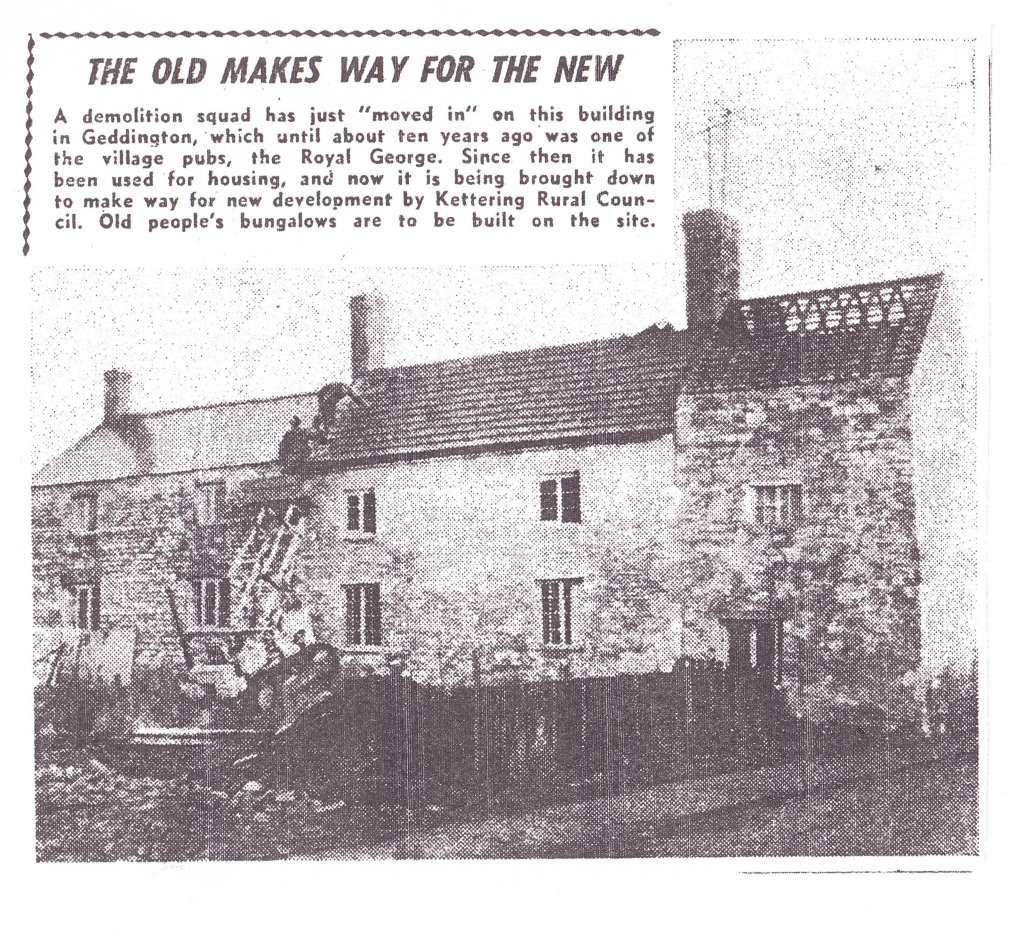 THE OLD MAKES WAY FOR THE NEW
A demolition squad has just "moved in" on this building
in Geddington, which until about ten years ago was one of
the village pubs, the Royal George. Since then it has
been used for housing, and now it is being brought down
to make way for new development by Kettering Rural Coun-
cil. Old people's bungalows are to be built on the site.